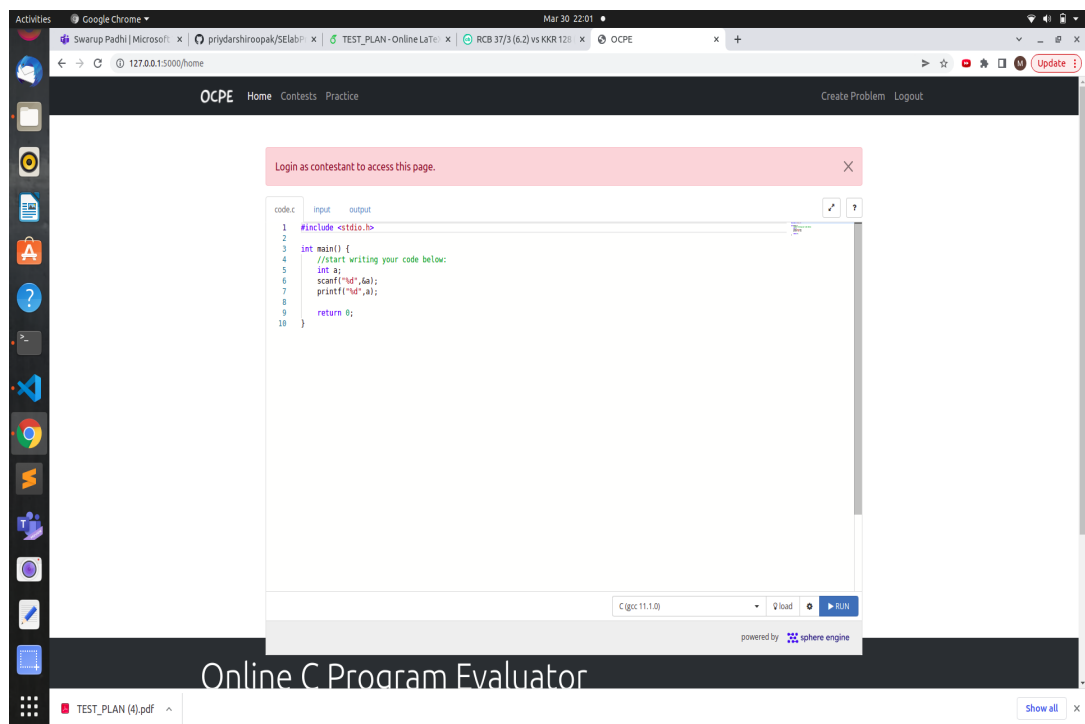 Activities Google Chrome Mar 30 22:01
Swarup Padhi | Microsoft priydarshiroopak/SElabP TEST_PLAN - Online LaTe RCB 37/3 (6.2) vs KKR 128 OCPE
127.0.0.1:5000/home M Update
OCPE Home Contests Practice Create Problem Logout
Login as contestant to access this page.
code.c input output ?
1 #include <stdio.h>
2
3 int main() {
4 //start writing your code below:
5 int a;
6 scanf("%d",&a);
7 printf("%d",a);
8
9 return 0;
10 }
C (gcc 11.1.0) load RUN
powered by sphere engine
Online C Program Evaluator
TEST_PLAN (4).pdf Show all